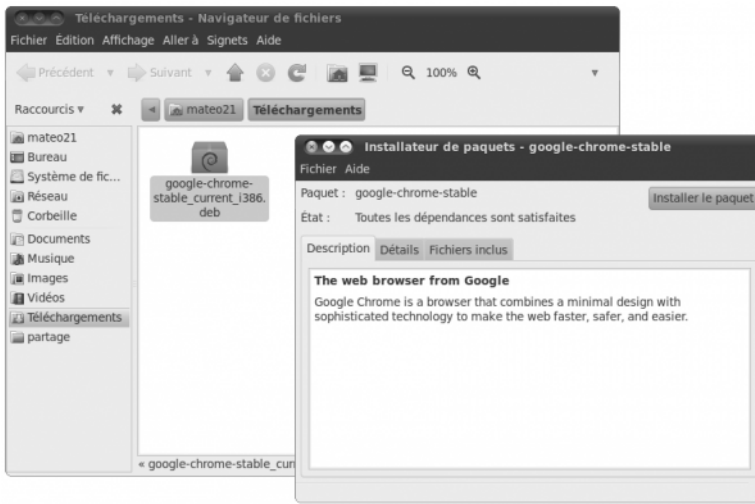 Téléchargements - Navigateur de fichiers
Fichier Édition Affichage Aller à Signets Aide
Précédent Suivant 100%
Raccourcis
mateo21 Téléchargements
mateo21
Bureau
Système de fic...
Réseau
Corbeille
Documents
Musique
Images
Vidéos
Téléchargements
partage
google-chrome-
stable_current_i386.
deb
« google-chrome-stable_curr
Installateur de paquets - google-chrome-stable
Fichier Aide
Paquet : google-chrome-stable
Installer le paquet
État : Toutes les dépendances sont satisfaites
Description Détails Fichiers inclus
The web browser from Google
Google Chrome is a browser that combines a minimal design with
sophisticated technology to make the web faster, safer, and easier.